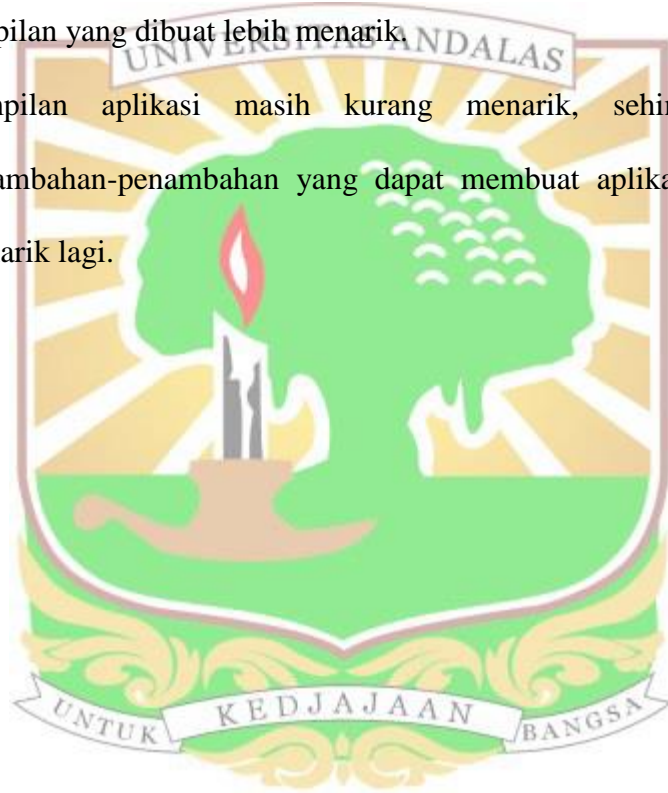 pilan yang dibuat lebih menarik.
UNIVERSITAS ANDALAS
pilan aplikasi masih kurang menarik, sehin
ambahan-penambahan yang dapat membuat aplika
arik lagi.
UNTUK KEDJAJAAN BANGSA